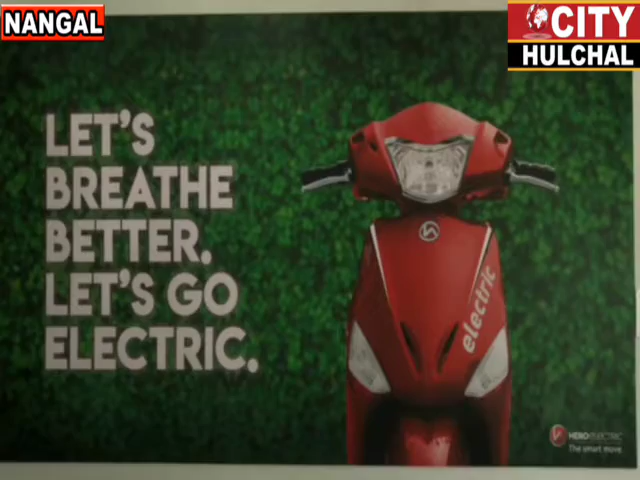 NANGAL
CITY
HULCHAL
LET'S
BREATHE
BETTER.
LET'S GO
ELECTRIC.
electric
HERO ELECTRIC
The smart move